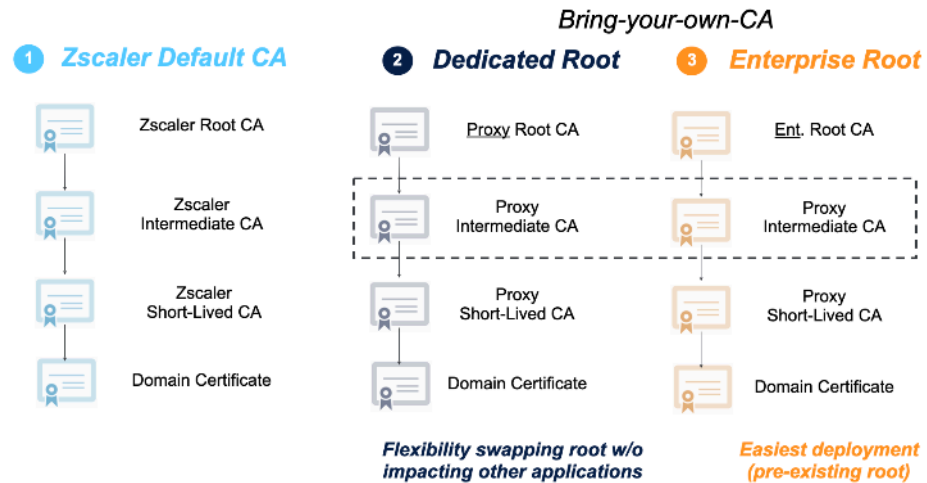 Bring-your-own-CA
1 Zscaler Default CA
2 Dedicated Root
3 Enterprise Root
Zscaler Root CA
Proxy Root CA
Ent. Root CA
Zscaler
Intermediate CA
Proxy
Intermediate CA
Proxy
Intermediate CA
Zscaler
Short-Lived CA
Proxy
Short-Lived CA
Proxy
Short-Lived CA
Domain Certificate
Domain Certificate
Domain Certificate
Flexibility swapping root w/o
impacting other applications
Easiest deployment
(pre-existing root)